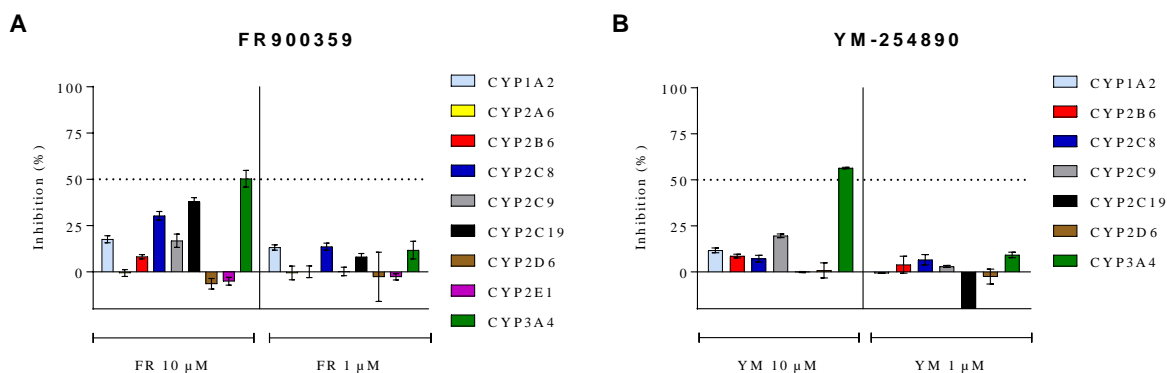 A
FR900359
Inhibition (%)
100
75
50
25
0
FR 10 µM
FR 1 µM
CYP1A2
CYP2A6
CYP2B6
CYP2C8
CYP2C9
CYP2C19
CYP2D6
CYP2E1
CYP3A4
B
YM-254890
Inhibition (%)
100
75
50
25
0
YM 10 µM
YM 1 µM
CYP1A2
CYP2B6
CYP2C8
CYP2C9
CYP2C19
CYP2D6
CYP3A4